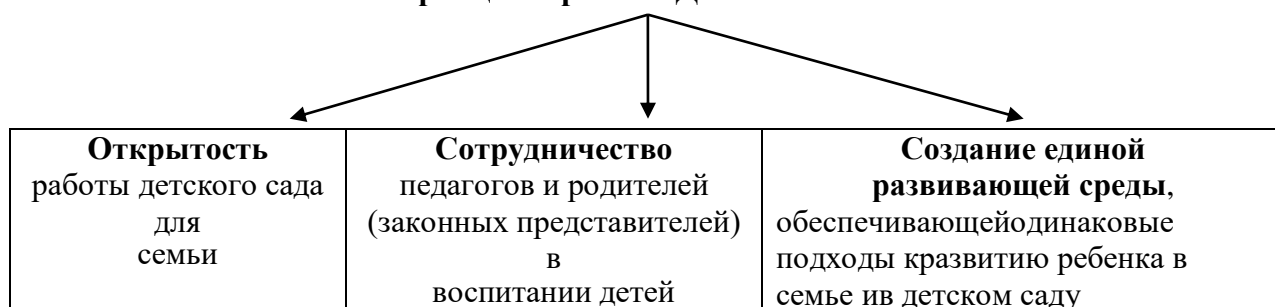 Открытость
работы детского сада
для
семьи
Сотрудничество
педагогов и родителей
(законных представителей)
в
воспитании детей
Создание единой
развивающей среды,
обеспечивающейодинаковые
подходы кразвитию ребенка в
семье ив детском саду